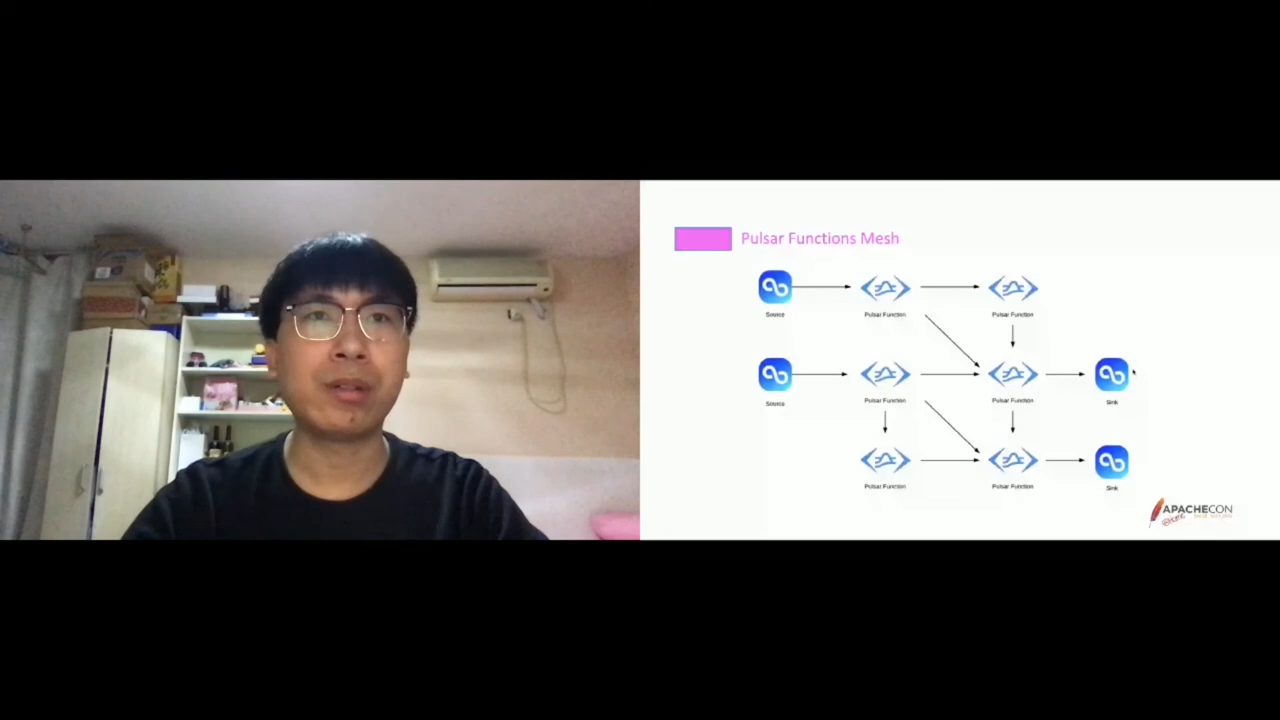 Pulsar Functions Mesh
Source
Pulsar Function
Pulsar Function
Source
Pulsar Function
Pulsar Function
Sink
Pulsar Function
Pulsar Function
Sink
APACHECON
@Home